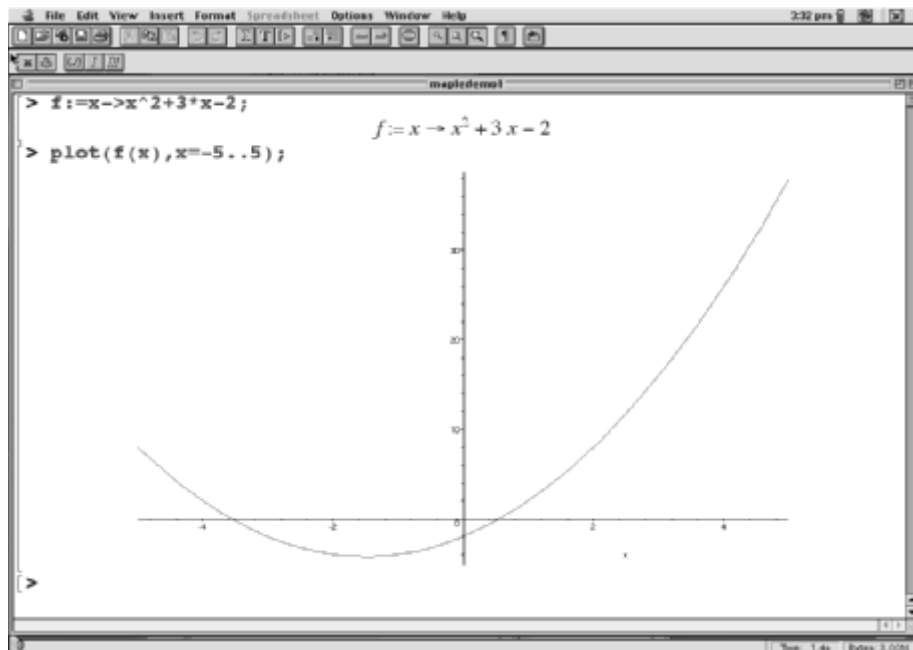 File Edit View Insert Format Spreadsheet Options Window Help 2:32 pm
mapledemo1
> f:=x->x^2+3*x-2;
f := x → x² + 3 x − 2
> plot(f(x),x=-5..5);
30
20
10
-4 -2 0 2 4
x
>